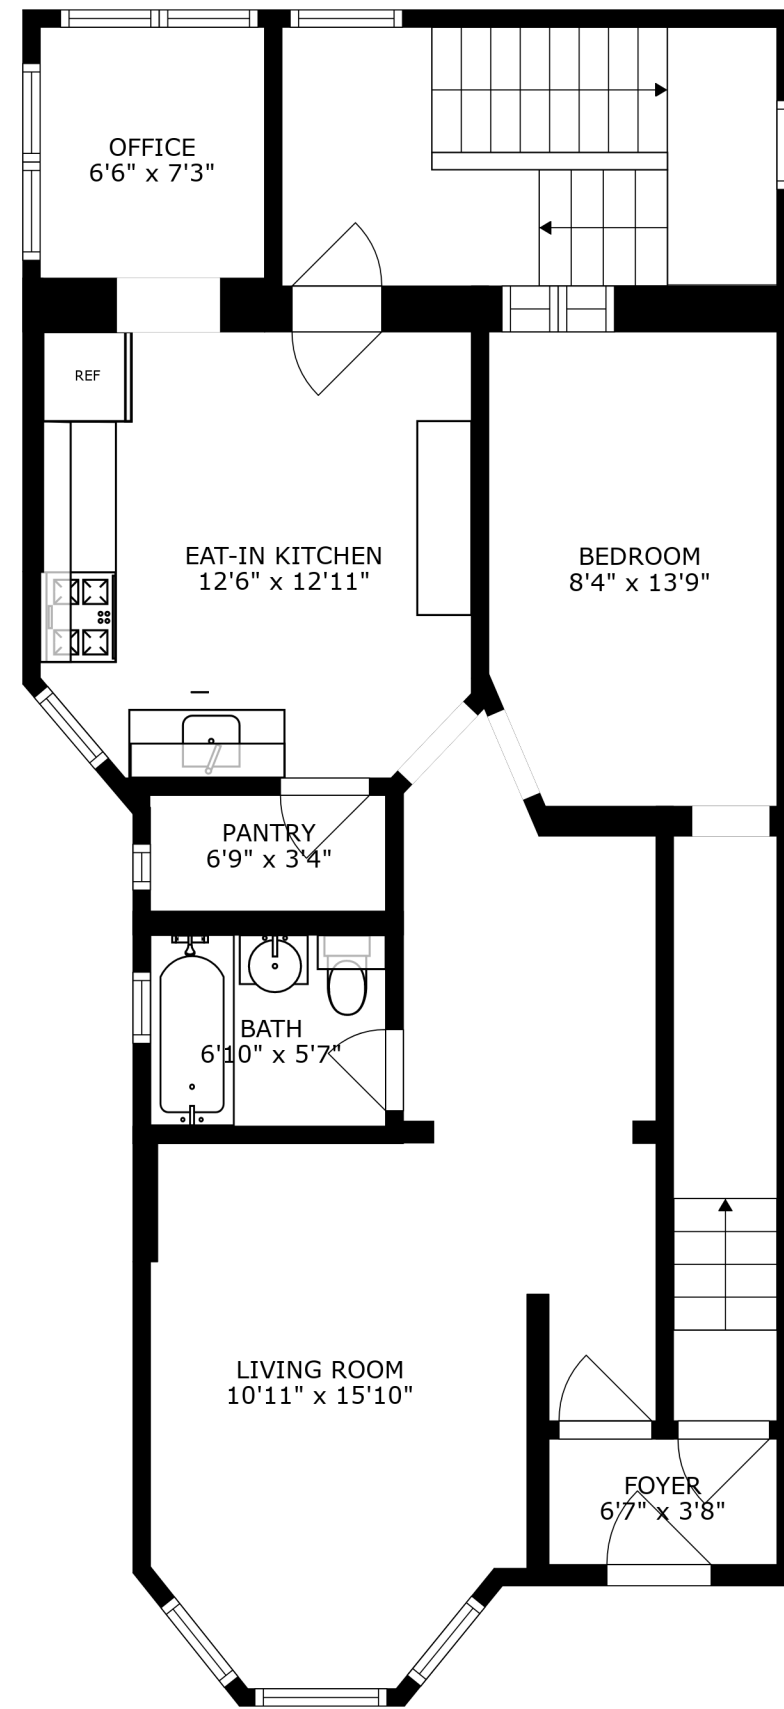 OFFICE
6'6" x 7'3"
REF
EAT-IN KITCHEN
12'6" x 12'11"
BEDROOM
8'4" x 13'9"
PANTRY
6'9" x 3'4"
BATH
6'10" x 5'7"
LIVING ROOM
10'11" x 15'10"
FOYER
6'7" x 3'8"